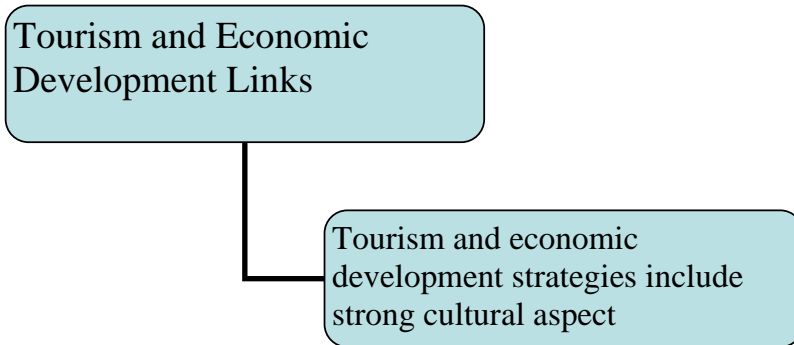 Tourism and Economic
Development Links
Tourism and economic
development strategies include
strong cultural aspect